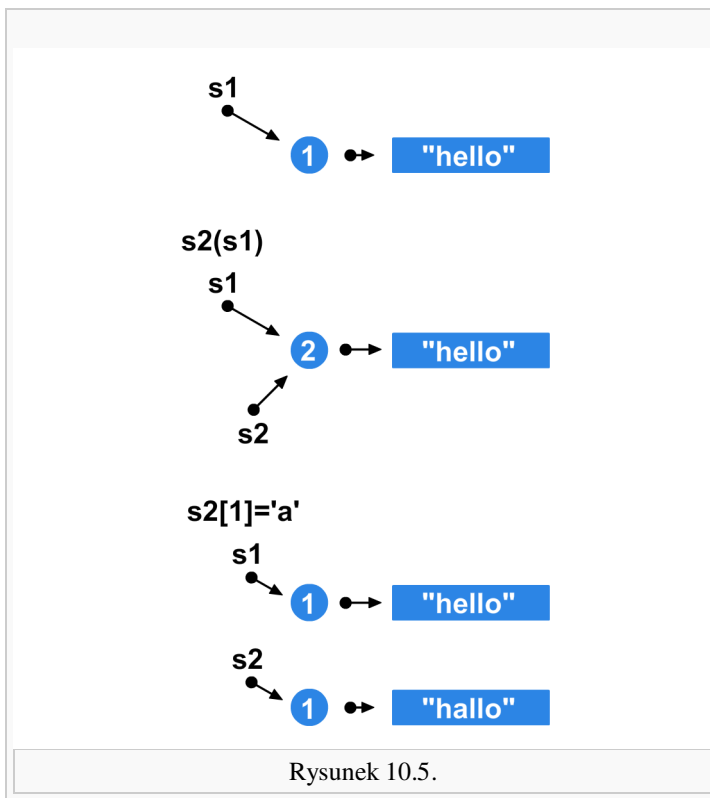 s1
1 "hello"
s2(s1)
s1
2 "hello"
s2
s2[1]='a'
s1
1 "hello"
s2
1 "hallo"
Rysunek 10.5.